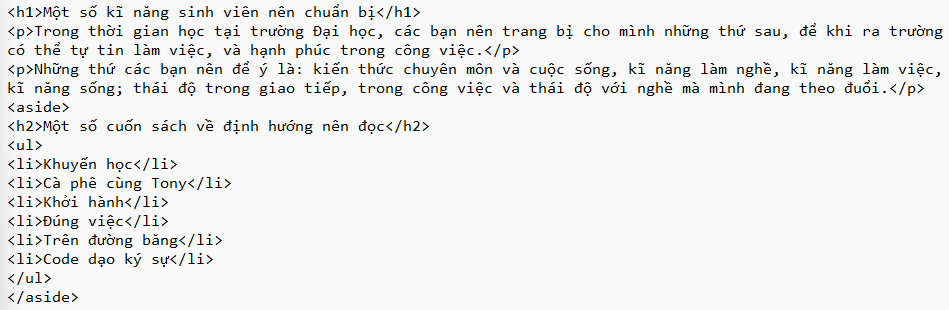 <h1>Một số kĩ năng sinh viên nên chuẩn bị</h1>
<p>Trong thời gian học tại trường Đại học, các bạn nên trang bị cho mình những thứ sau, để khi ra trường
có thể tự tin làm việc, và hạnh phúc trong công việc.</p>
<p>Những thứ các bạn nên để ý là: kiến thức chuyên môn và cuộc sống, kĩ năng làm nghề, kĩ năng làm việc,
kĩ năng sống; thái độ trong giao tiếp, trong công việc và thái độ với nghề mà mình đang theo đuổi.</p>
<aside>
<h2>Một số cuốn sách về định hướng nên đọc</h2>
<ul>
<li>Khuyến học</li>
<li>Cà phê cùng Tony</li>
<li>Khởi hành</li>
<li>Đúng việc</li>
<li>Trên đường băng</li>
<li>Code dạo ký sự</li>
</ul>
</aside>